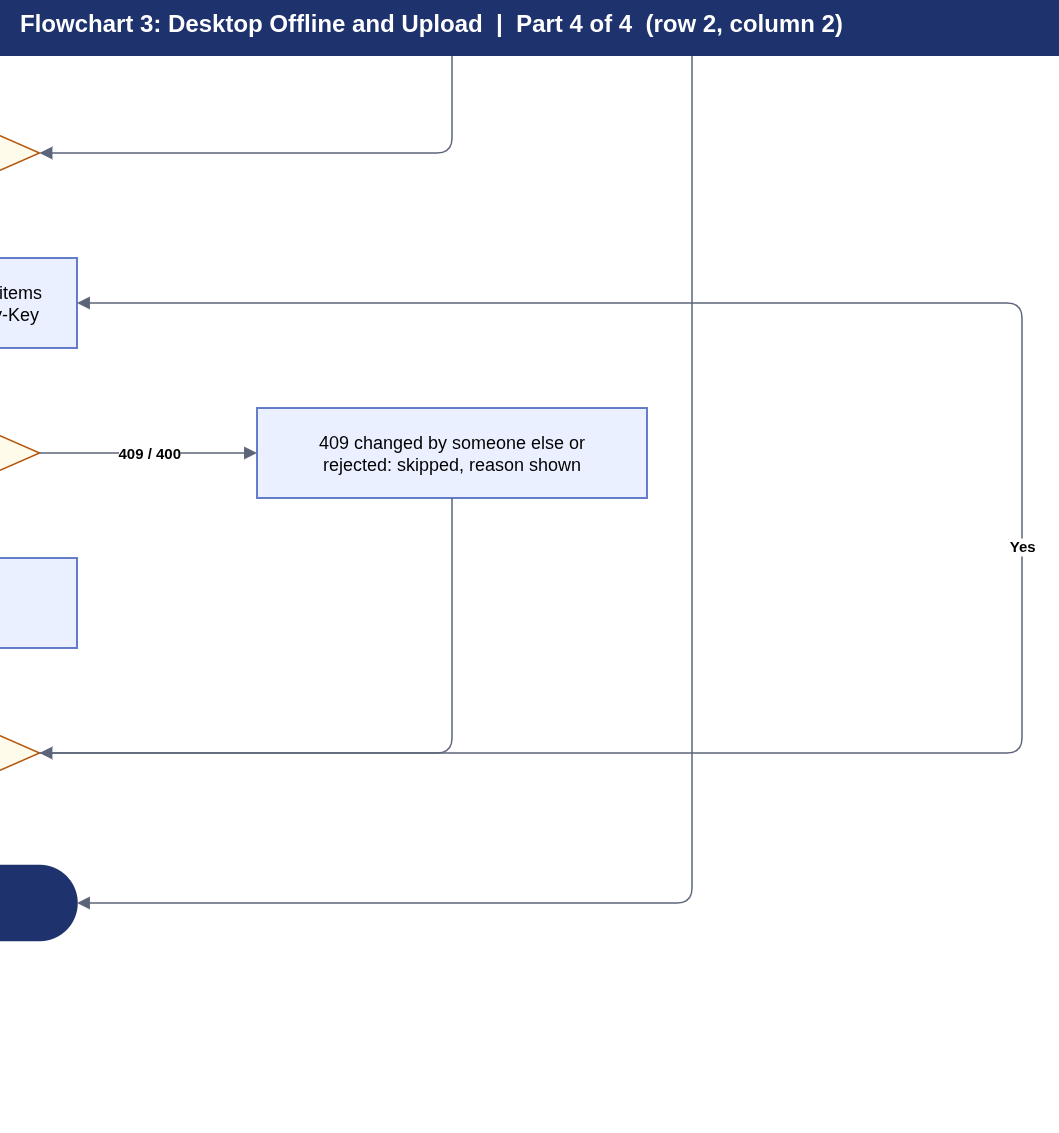 Flowchart 3: Desktop Offline and Upload | Part 4 of 4 (row 2, column 2)
items
y-Key
409 / 400
409 changed by someone else or
rejected: skipped, reason shown
Yes